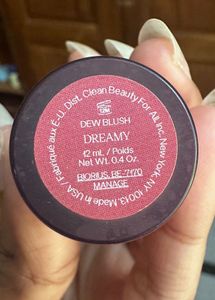 12M
DEW BLUSH
DREAMY
12 mL / Poids
Net WT. 0.4 Oz.
BIORIUS, BE-7170
MANAGE
Made in USA / Fabriqué aux É-U. Dist. Clean Beauty For All, Inc. New York, NY 10013.